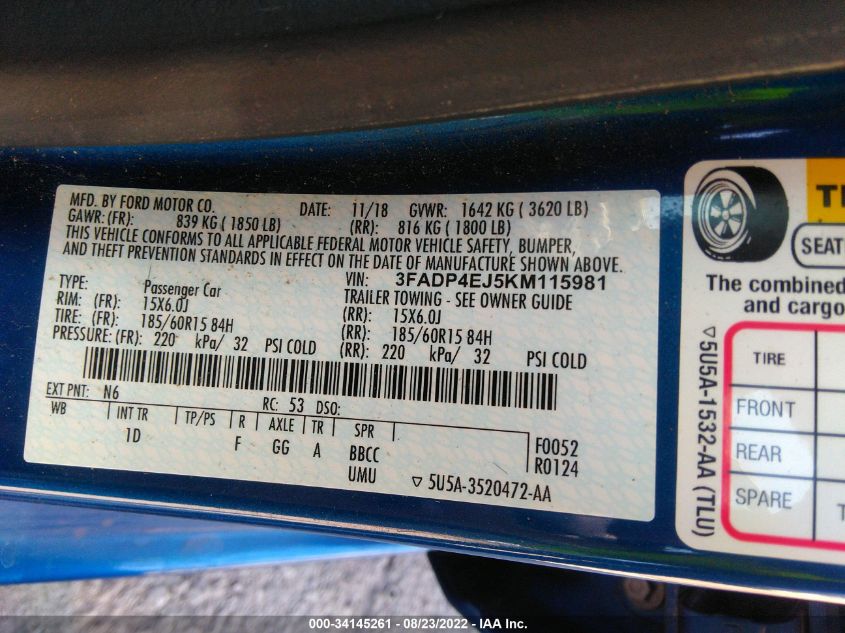 MFD. BY FORD MOTOR CO. DATE: 11/18 GVWR: 1642 KG ( 3620 LB)
GAWR: (FR): 839 KG ( 1850 LB) (RR): 816 KG ( 1800 LB)
THIS VEHICLE CONFORMS TO ALL APPLICABLE FEDERAL MOTOR VEHICLE SAFETY, BUMPER,
AND THEFT PREVENTION STANDARDS IN EFFECT ON THE DATE OF MANUFACTURE SHOWN ABOVE.
VIN: 3FADP4EJ5KM115981
TYPE: Passenger Car TRAILER TOWING - SEE OWNER GUIDE
RIM: (FR): 15X6.0J (RR): 15X6.0J
TIRE: (FR): 185/60R15 84H (RR): 185/60R15 84H
PRESSURE: (FR): 220 kPa/ 32 PSI COLD (RR): 220 kPa/ 32 PSI COLD
EXT PNT: N6 RC: 53 DSO:
WB INT TR TP/PS R AXLE TR SPR
1D F GG A BBCC
UMU
F0052
R0124
5U5A-3520472-AA
SEAT
The combined
and cargo
TIRE
FRONT
REAR
SPARE
5U5A-1532-AA (TLU)
000-34145261 - 08/23/2022 - IAA Inc.